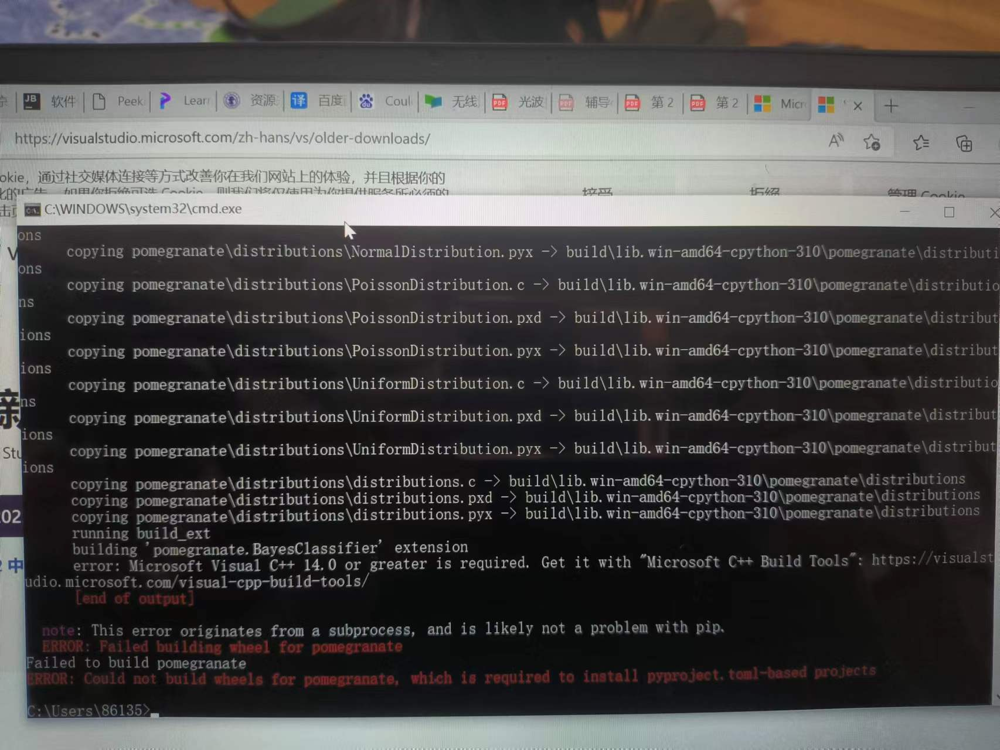 JB 软件 Peek Lear 资源 译 百度 du Coul 无线 PDF 光波 PDF 辅导 PDF 第 2 PDF 第 2 Micr
https://visualstudio.microsoft.com/zh-hans/vs/older-downloads/
okie，通过社交媒体连接等方式改善你在我们网站上的体验，并且根据你的
化的广告。如果你拒绝可选 Cookie，则我们将仅使用为你提供服务所必须的
接受 拒绝 管理 Cookie
C:\WINDOWS\system32\cmd.exe
ons
copying pomegranate\distributions\NormalDistribution.pyx -> build\lib.win-amd64-cpython-310\pomegranate\distributi
ons
copying pomegranate\distributions\PoissonDistribution.c -> build\lib.win-amd64-cpython-310\pomegranate\distributio
ns
copying pomegranate\distributions\PoissonDistribution.pxd -> build\lib.win-amd64-cpython-310\pomegranate\distribut
ions
copying pomegranate\distributions\PoissonDistribution.pyx -> build\lib.win-amd64-cpython-310\pomegranate\distribut
ions
copying pomegranate\distributions\UniformDistribution.c -> build\lib.win-amd64-cpython-310\pomegranate\distributio
ns
copying pomegranate\distributions\UniformDistribution.pxd -> build\lib.win-amd64-cpython-310\pomegranate\distribut
ions
copying pomegranate\distributions\UniformDistribution.pyx -> build\lib.win-amd64-cpython-310\pomegranate\distribut
ions
copying pomegranate\distributions\distributions.c -> build\lib.win-amd64-cpython-310\pomegranate\distributions
copying pomegranate\distributions\distributions.pxd -> build\lib.win-amd64-cpython-310\pomegranate\distributions
copying pomegranate\distributions\distributions.pyx -> build\lib.win-amd64-cpython-310\pomegranate\distributions
running build_ext
building 'pomegranate.BayesClassifier' extension
error: Microsoft Visual C++ 14.0 or greater is required. Get it with "Microsoft C++ Build Tools": https://visualst
udio.microsoft.com/visual-cpp-build-tools/
[end of output]
note: This error originates from a subprocess, and is likely not a problem with pip.
ERROR: Failed building wheel for pomegranate
Failed to build pomegranate
ERROR: Could not build wheels for pomegranate, which is required to install pyproject.toml-based projects
C:\Users\86135>
Stu
202
2 中